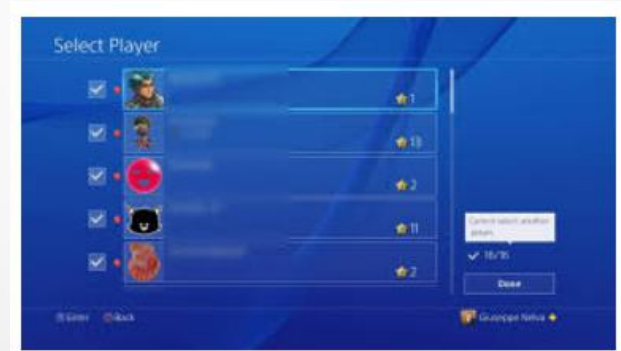 Select Player
1
13
2
11
2
Cannot select another
player.
16/16
Done
Enter Back
Giuseppe Nelva